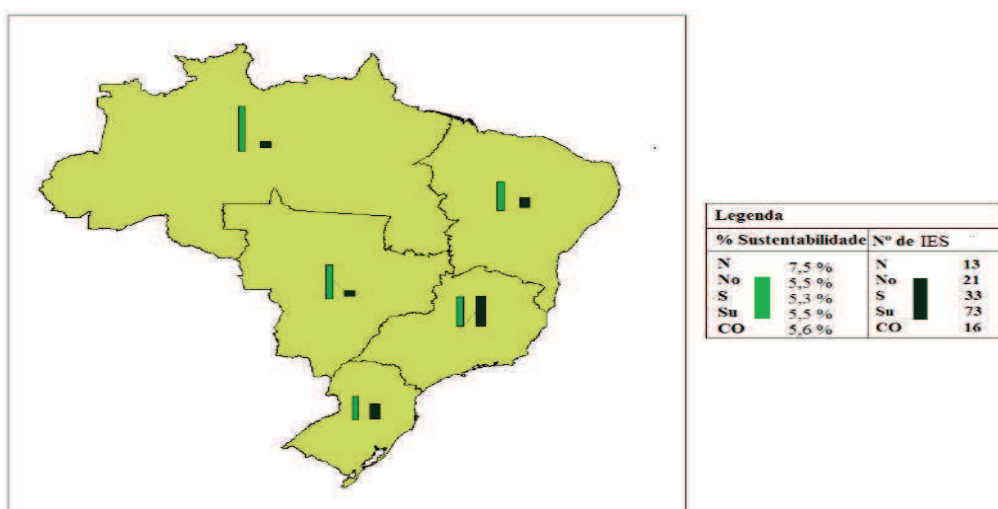 Legenda
% Sustentabilidade Nº de IES
N 7,5 % N 13
No 5,5 % No 21
S 5,3 % S 33
Su 5,5 % Su 73
CO 5,6 % CO 16